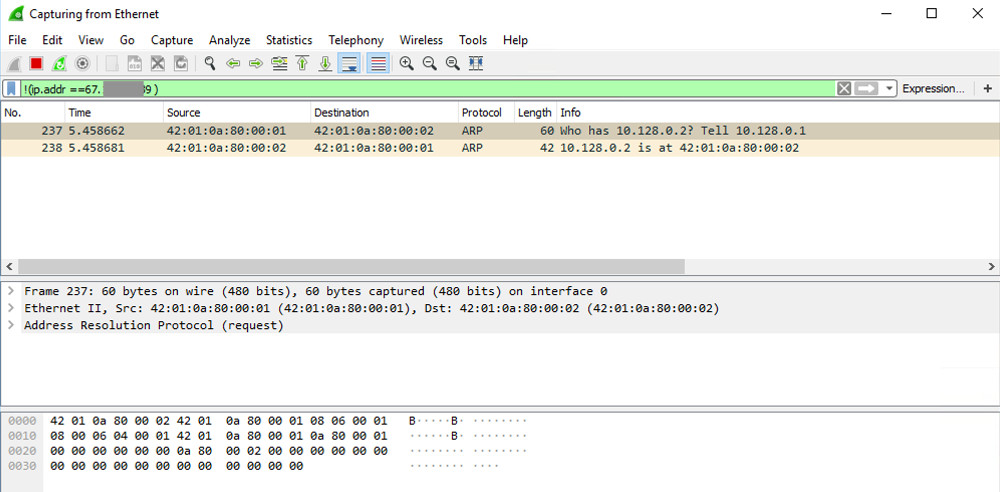 Capturing from Ethernet
File Edit View Go Capture Analyze Statistics Telephony Wireless Tools Help
!(ip.addr ==67. 39 ) Expression... +
No. Time Source Destination Protocol Length Info
237 5.458662 42:01:0a:80:00:01 42:01:0a:80:00:02 ARP 60 Who has 10.128.0.2? Tell 10.128.0.1
238 5.458681 42:01:0a:80:00:02 42:01:0a:80:00:01 ARP 42 10.128.0.2 is at 42:01:0a:80:00:02
Frame 237: 60 bytes on wire (480 bits), 60 bytes captured (480 bits) on interface 0
Ethernet II, Src: 42:01:0a:80:00:01 (42:01:0a:80:00:01), Dst: 42:01:0a:80:00:02 (42:01:0a:80:00:02)
Address Resolution Protocol (request)
0000 42 01 0a 80 00 02 42 01 0a 80 00 01 08 06 00 01 B·····B· ········
0010 08 00 06 04 00 01 42 01 0a 80 00 01 0a 80 00 01 ······B· ········
0020 00 00 00 00 00 00 0a 80 00 02 00 00 00 00 00 00 ········ ········
0030 00 00 00 00 00 00 00 00 00 00 00 00 ········ ····